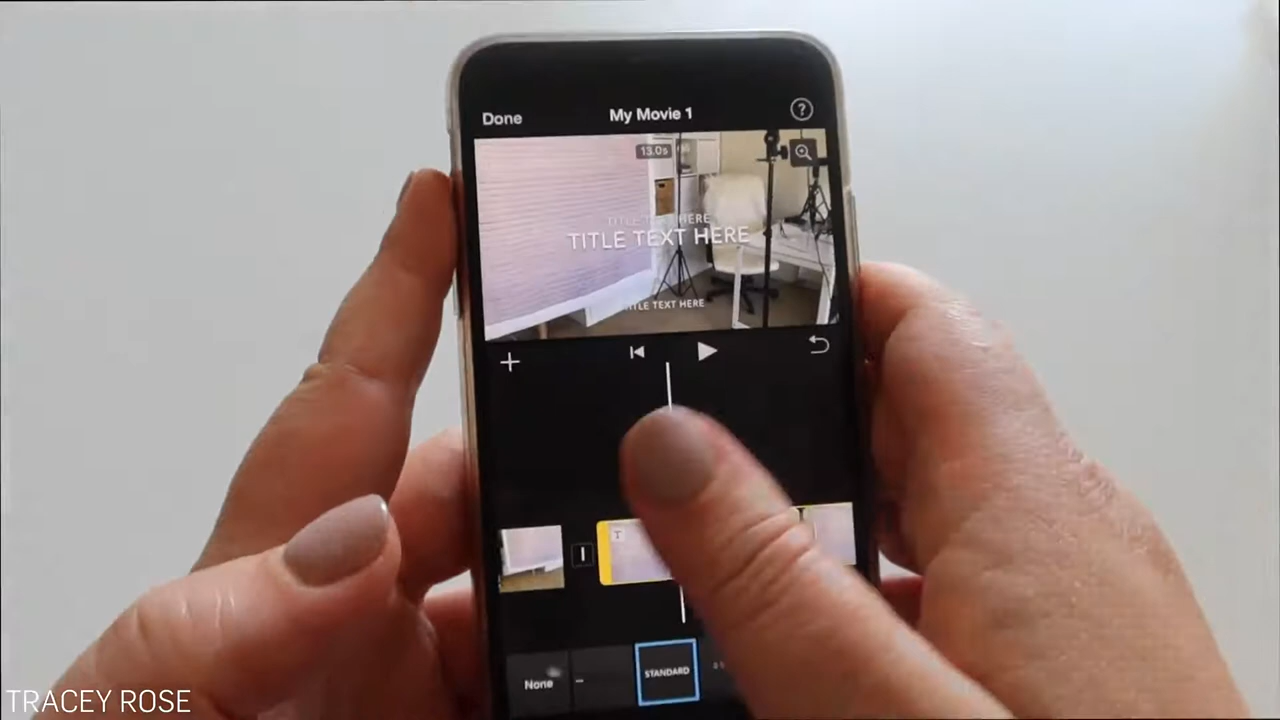 Done
My Movie 1
?
13.0s
TITLE TEXT HERE
TITLE TEXT HERE
TITLE TEXT HERE
T
None
STANDARD
TRACEY ROSE